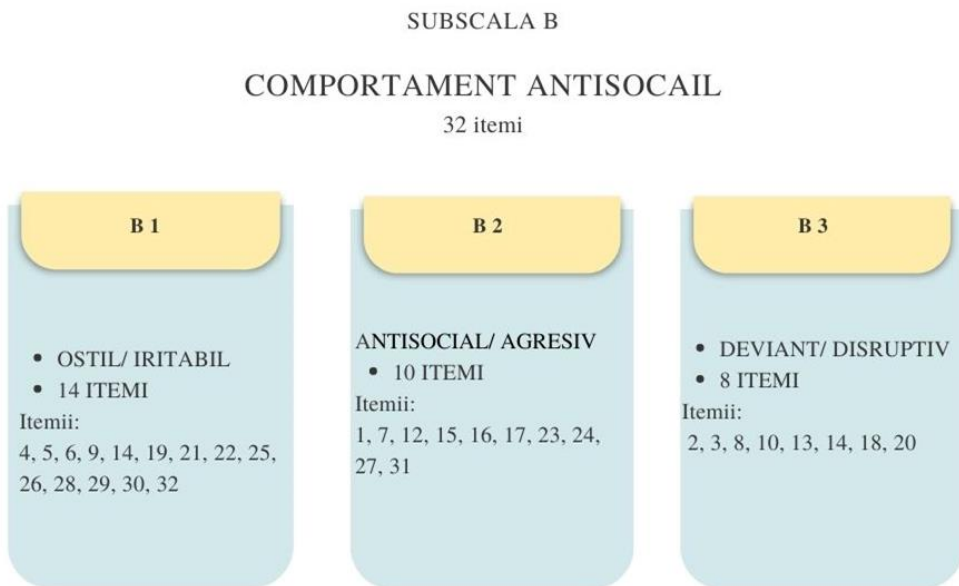 SUBSCALA B
COMPORTAMENT ANTISOCAIL
32 itemi
B 1
• OSTIL/ IRITABIL
• 14 ITEMI
Itemii:
4, 5, 6, 9, 14, 19, 21, 22, 25,
26, 28, 29, 30, 32
B 2
ANTISOCIAL/ AGRESIV
• 10 ITEMI
Itemii:
1, 7, 12, 15, 16, 17, 23, 24,
27, 31
B 3
• DEVIANT/ DISRUPTIV
• 8 ITEMI
Itemii:
2, 3, 8, 10, 13, 14, 18, 20